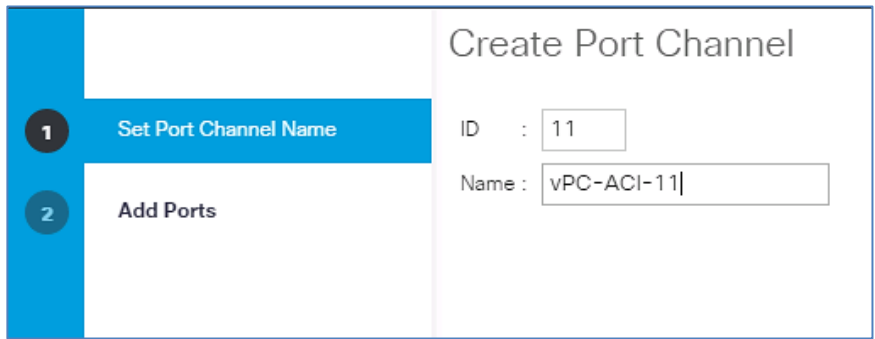 Create Port Channel
1 Set Port Channel Name
2 Add Ports
ID : 11
Name : vPC-ACI-11